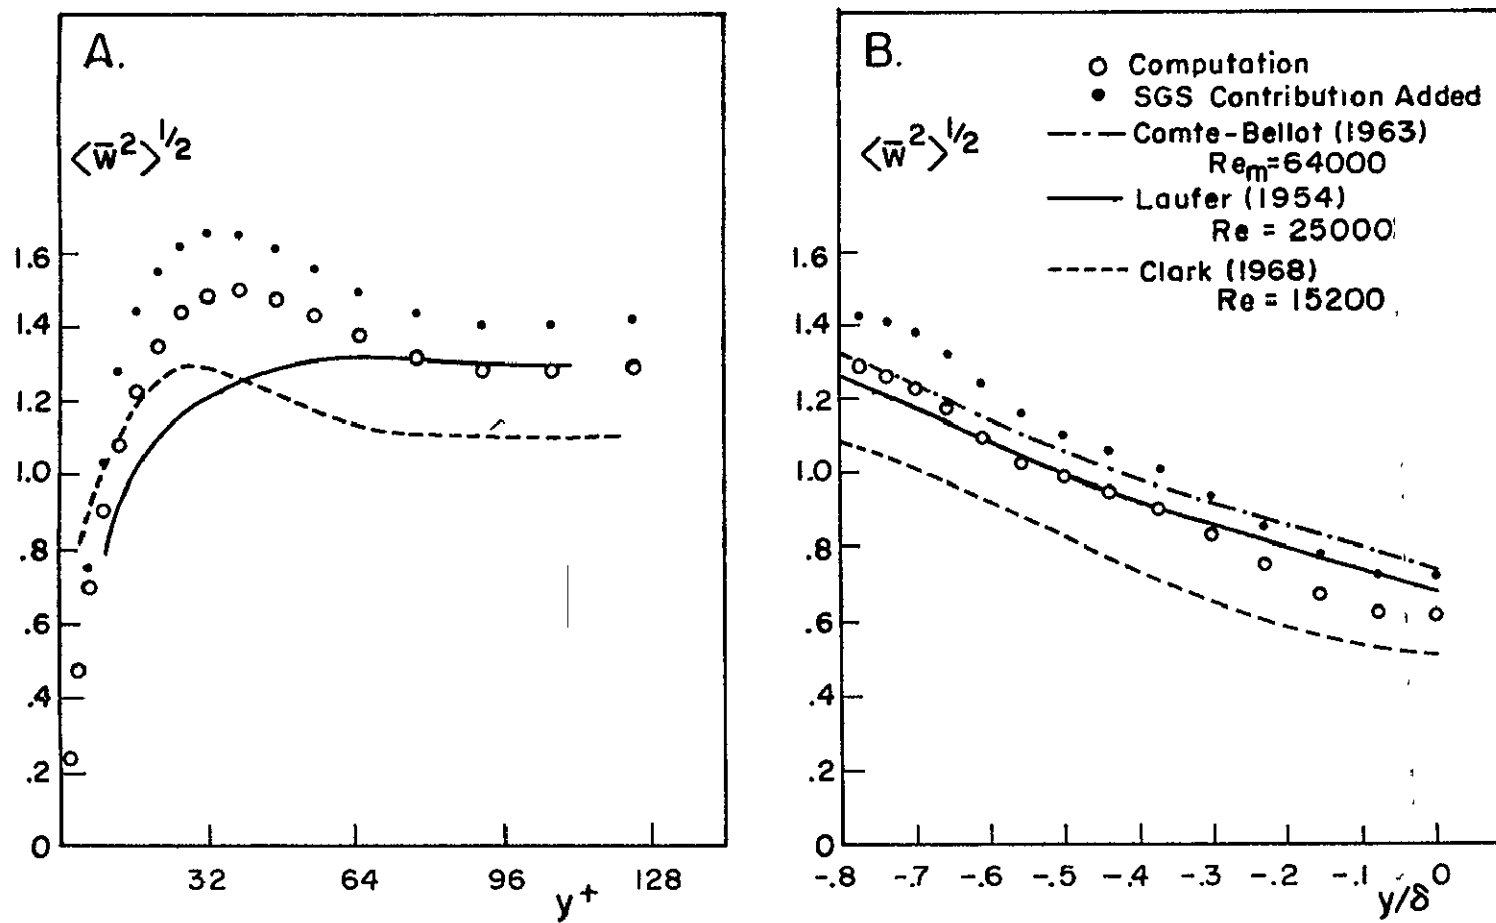 A.
<w̄²>^1/2
1.6
1.4
1.2
1.0
.8
.6
.4
.2
0
32 64 96 128
y+
B.
Computation
SGS Contribution Added
Comte-Bellot (1963)
Re_m=64000
Laufer (1954)
Re = 25000
Clark (1968)
Re = 15200
<w̄²>^1/2
1.6
1.4
1.2
1.0
.8
.6
.4
.2
0
-.8 -.7 -.6 -.5 -.4 -.3 -.2 -.1 0
y/δ